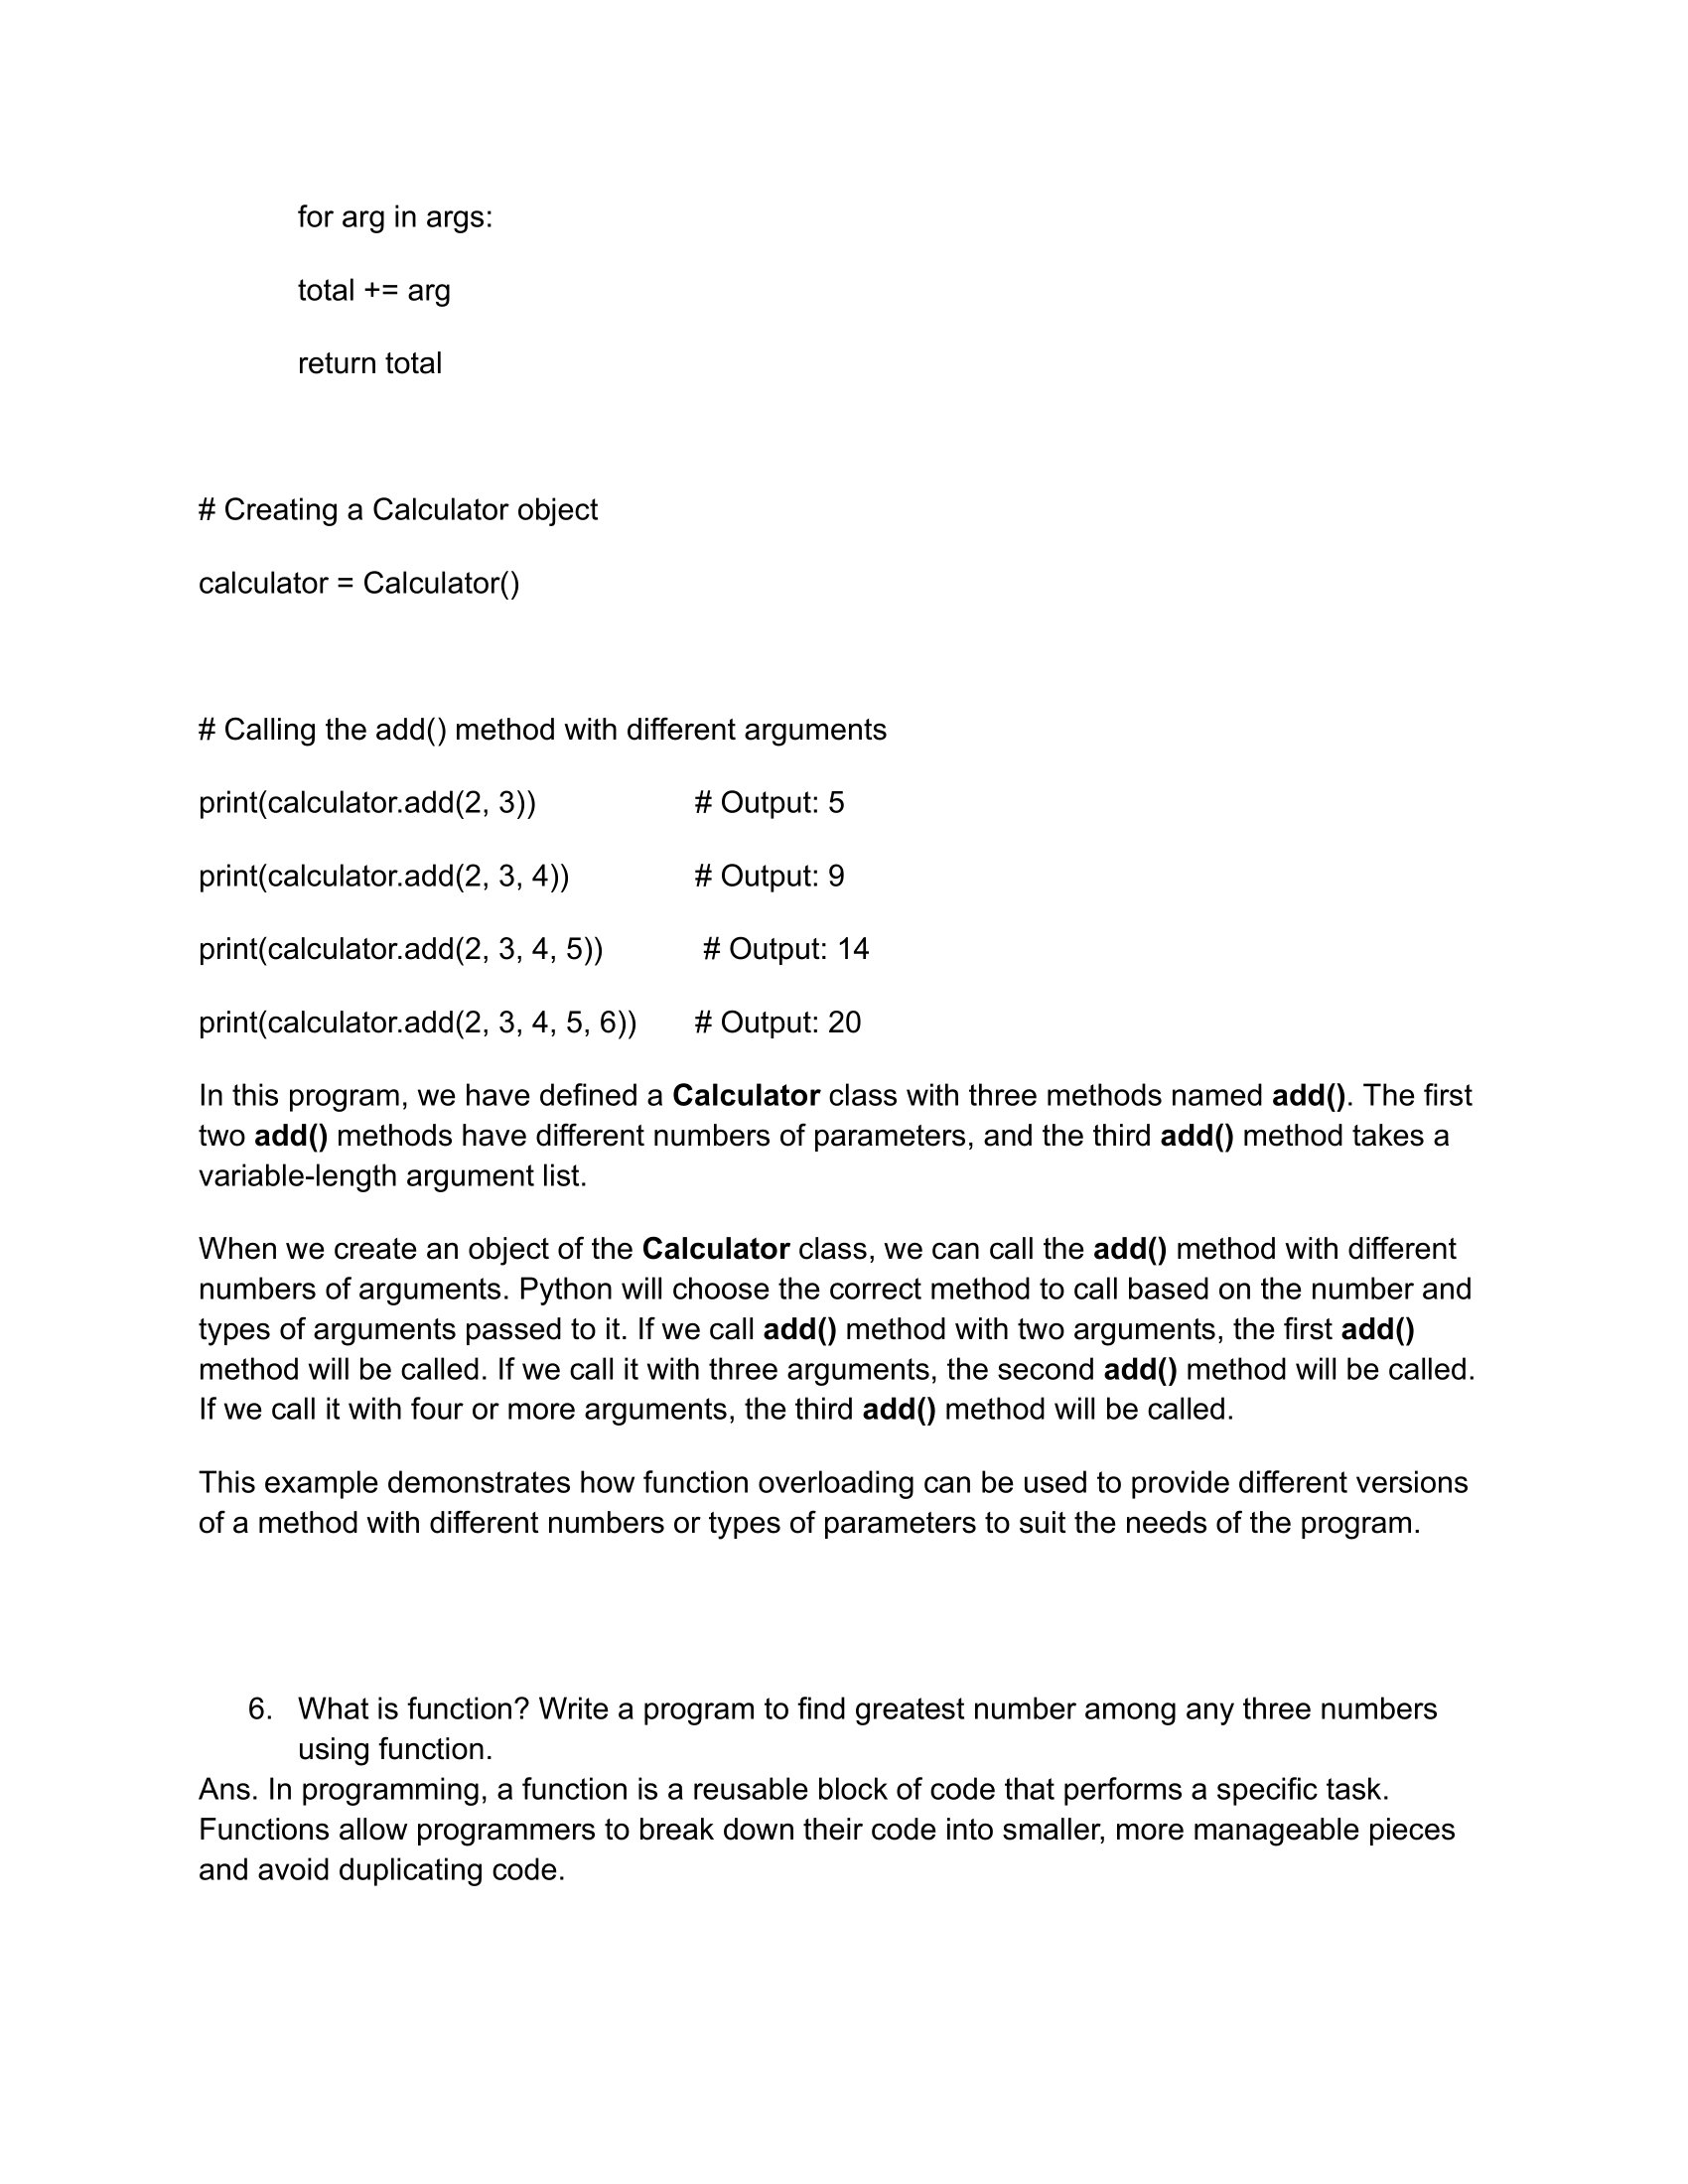 for arg in args:
total += arg
return total
# Creating a Calculator object
calculator = Calculator()
# Calling the add() method with different arguments
print(calculator.add(2, 3)) # Output: 5
print(calculator.add(2, 3, 4)) # Output: 9
print(calculator.add(2, 3, 4, 5)) # Output: 14
print(calculator.add(2, 3, 4, 5, 6)) # Output: 20
In this program, we have defined a Calculator class with three methods named add(). The first
two add() methods have different numbers of parameters, and the third add() method takes a
variable-length argument list.
When we create an object of the Calculator class, we can call the add() method with different
numbers of arguments. Python will choose the correct method to call based on the number and
types of arguments passed to it. If we call add() method with two arguments, the first add()
method will be called. If we call it with three arguments, the second add() method will be called.
If we call it with four or more arguments, the third add() method will be called.
This example demonstrates how function overloading can be used to provide different versions
of a method with different numbers or types of parameters to suit the needs of the program.
6. What is function? Write a program to find greatest number among any three numbers
using function.
Ans. In programming, a function is a reusable block of code that performs a specific task.
Functions allow programmers to break down their code into smaller, more manageable pieces
and avoid duplicating code.